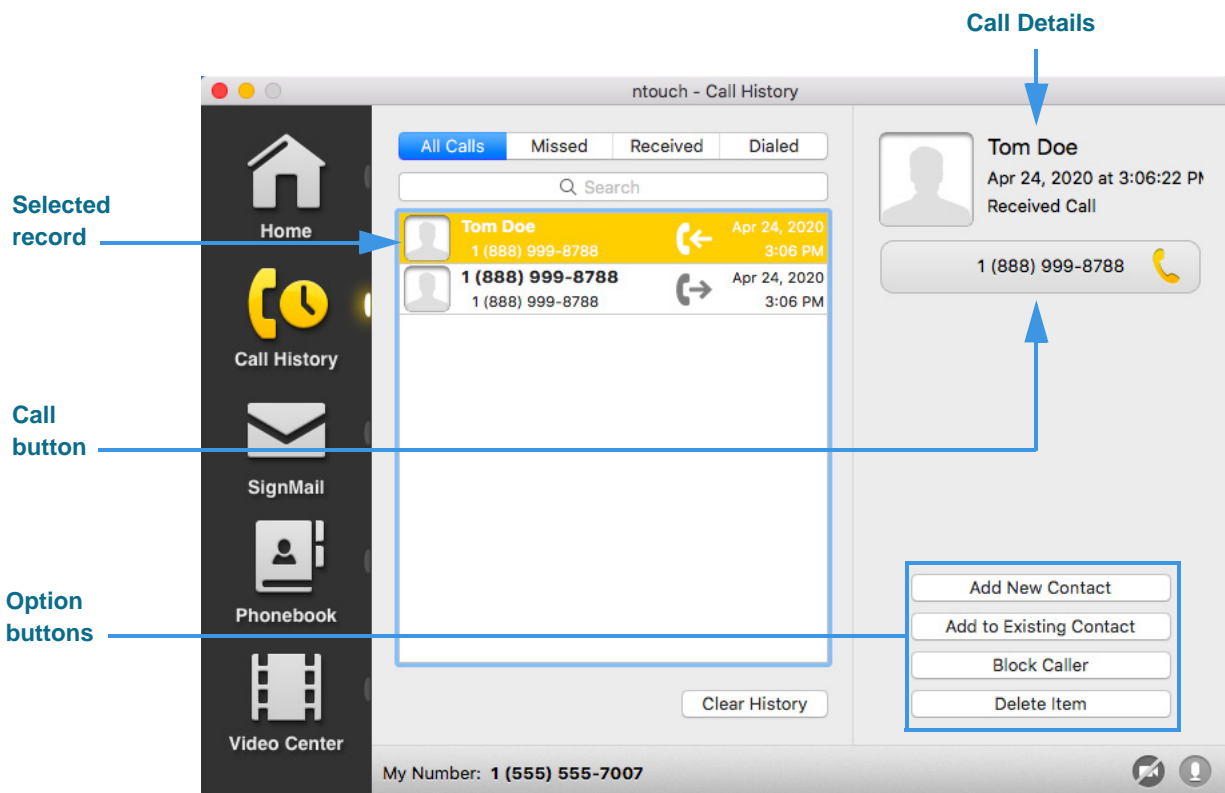 Call Details
ntouch - Call History
Selected
record
Call
button
Option
buttons
Home
Call History
SignMail
Phonebook
Video Center
All Calls Missed Received Dialed
Search
Tom Doe Apr 24, 2020
1 (888) 999-8788 3:06 PM
1 (888) 999-8788 Apr 24, 2020
1 (888) 999-8788 3:06 PM
Clear History
Tom Doe
Apr 24, 2020 at 3:06:22 PM
Received Call
1 (888) 999-8788
Add New Contact
Add to Existing Contact
Block Caller
Delete Item
My Number: 1 (555) 555-7007